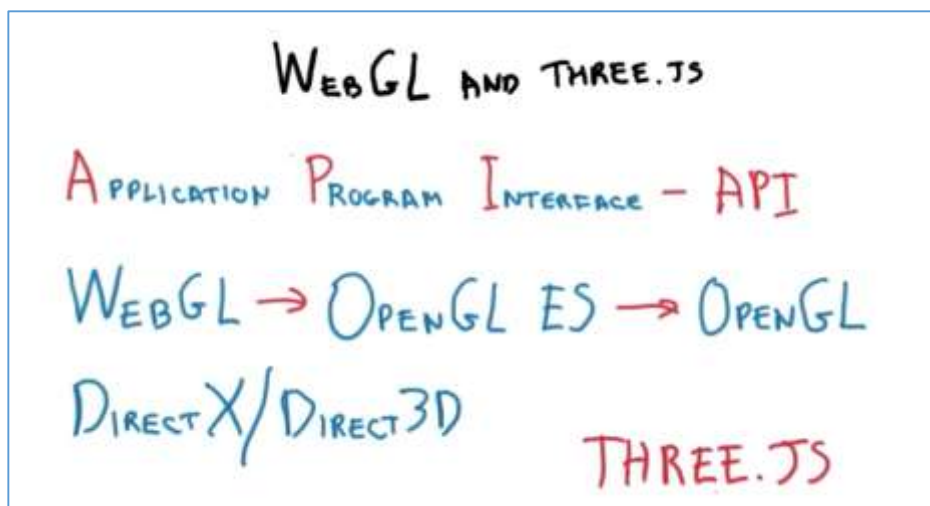 WEBGL AND THREE.JS
APPLICATION PROGRAM INTERFACE - API
WEBGL → OPENGL ES → OPENGL
DIRECTX/DIRECT3D
THREE.JS